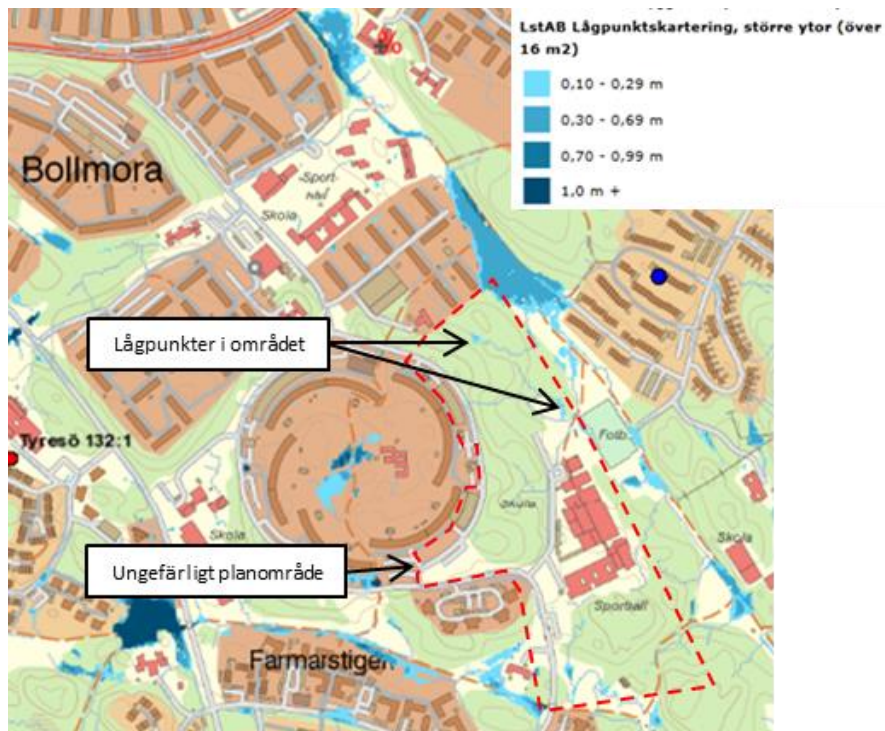 LstAB Lågpunktskartering, större ytor (över
16 m2)
0,10 - 0,29 m
0,30 - 0,69 m
0,70 - 0,99 m
1,0 m +
Bollmora
Sport-
Skola
Lågpunkter i området
Tyresö 132:1
Fotb.
Skola
Skola
Skola
Ungefärligt planområde
Sporthall
Farmarstigen